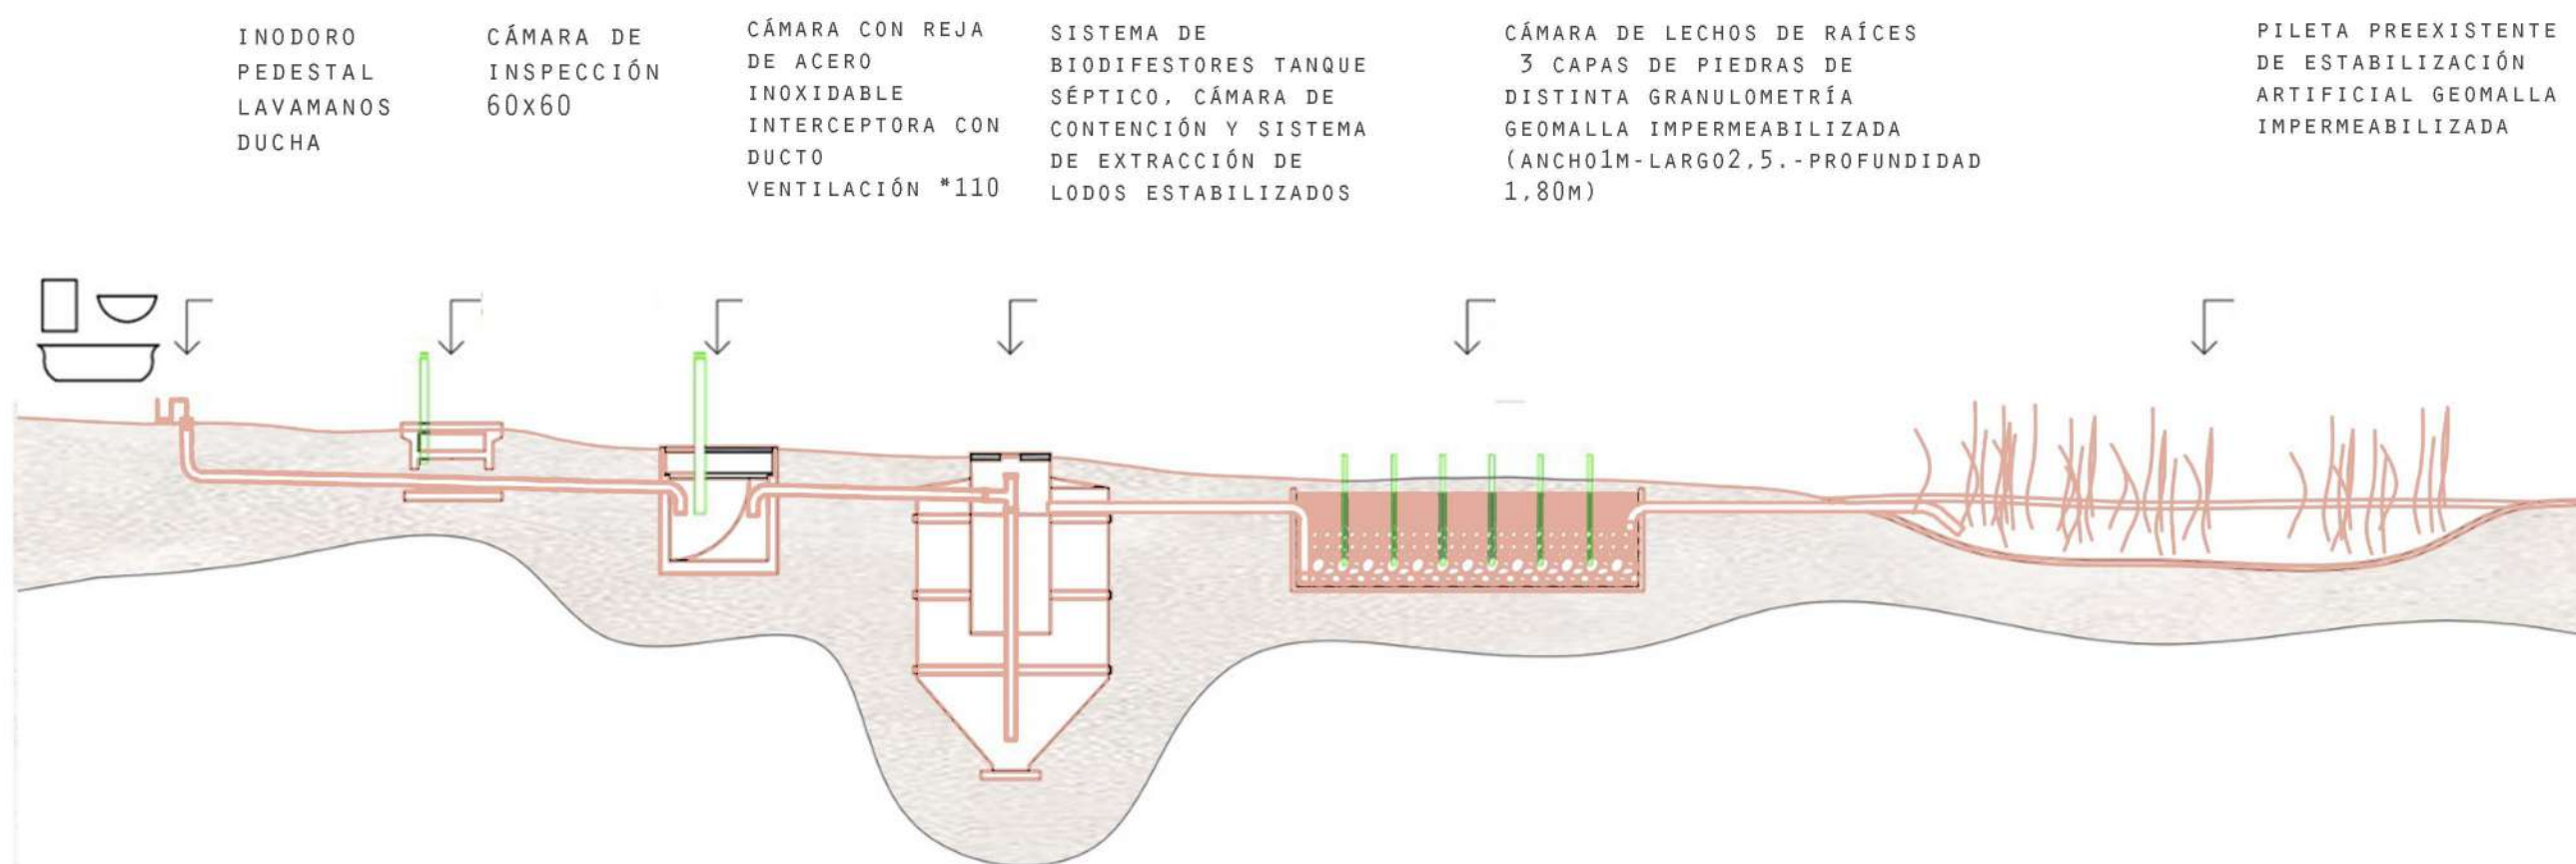 INODORO
PEDESTAL
LAVAMANOS
DUCHA
CÁMARA DE
INSPECCIÓN
60x60
CÁMARA CON REJA
DE ACERO
INOXIDABLE
INTERCEPTORA CON
DUCTO
VENTILACIÓN *110
SISTEMA DE
BIODIFESTORES TANQUE
SÉPTICO, CÁMARA DE
CONTENCIÓN Y SISTEMA
DE EXTRACCIÓN DE
LODOS ESTABILIZADOS
CÁMARA DE LECHOS DE RAÍCES
3 CAPAS DE PIEDRAS DE
DISTINTA GRANULOMETRÍA
GEOMALLA IMPERMEABILIZADA
(ANCHO1M-LARGO2,5.-PROFUNDIDAD
1,80M)
PILETA PREEXISTENTE
DE ESTABILIZACIÓN
ARTIFICIAL GEOMALLA
IMPERMEABILIZADA